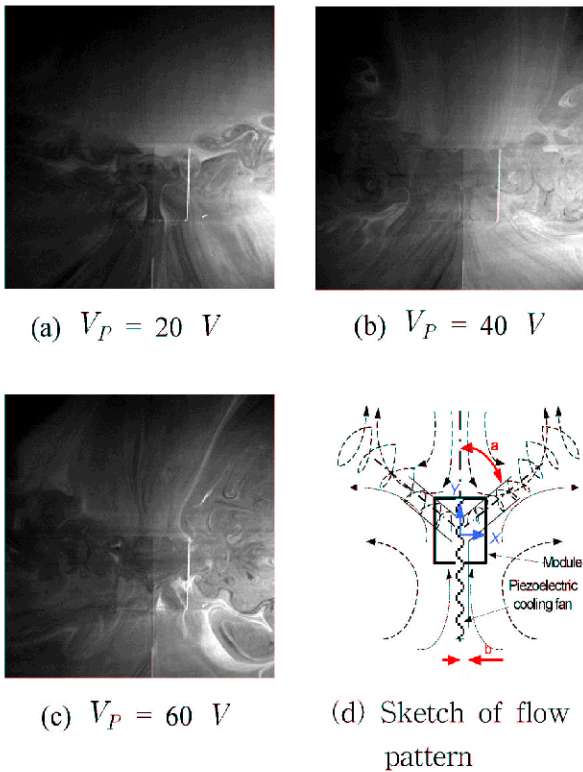 (a) V_P = 20 V
(b) V_P = 40 V
a
Y
X
Module
Piezoelectric
cooling fan
b
(c) V_P = 60 V
(d) Sketch of flow
pattern